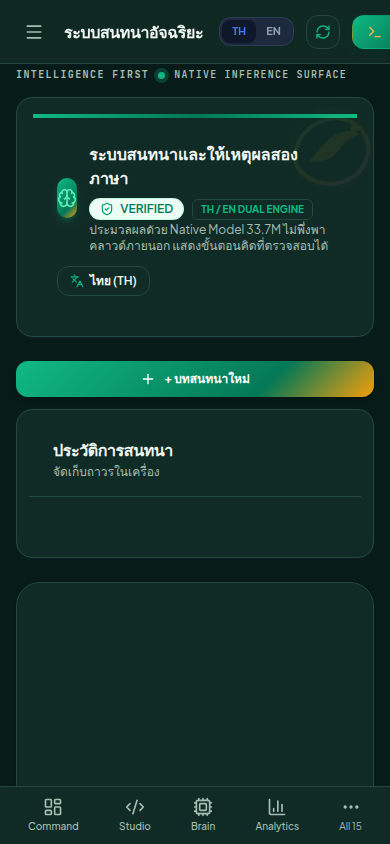 ระบบสนทนาอัจฉริยะ
TH EN
INTELLIGENCE FIRST NATIVE INFERENCE SURFACE
ระบบสนทนาและให้เหตุผลสอง
ภาษา
VERIFIED TH / EN DUAL ENGINE
ประมวลผลด้วย Native Model 33.7M ไม่พึ่งพา
คลาวด์ภายนอก แสดงขั้นตอนคิดที่ตรวจสอบได้
ไทย (TH)
+ บทสนทนาใหม่
ประวัติการสนทนา
จัดเก็บถาวรในเครื่อง
Command Studio Brain Analytics All 15